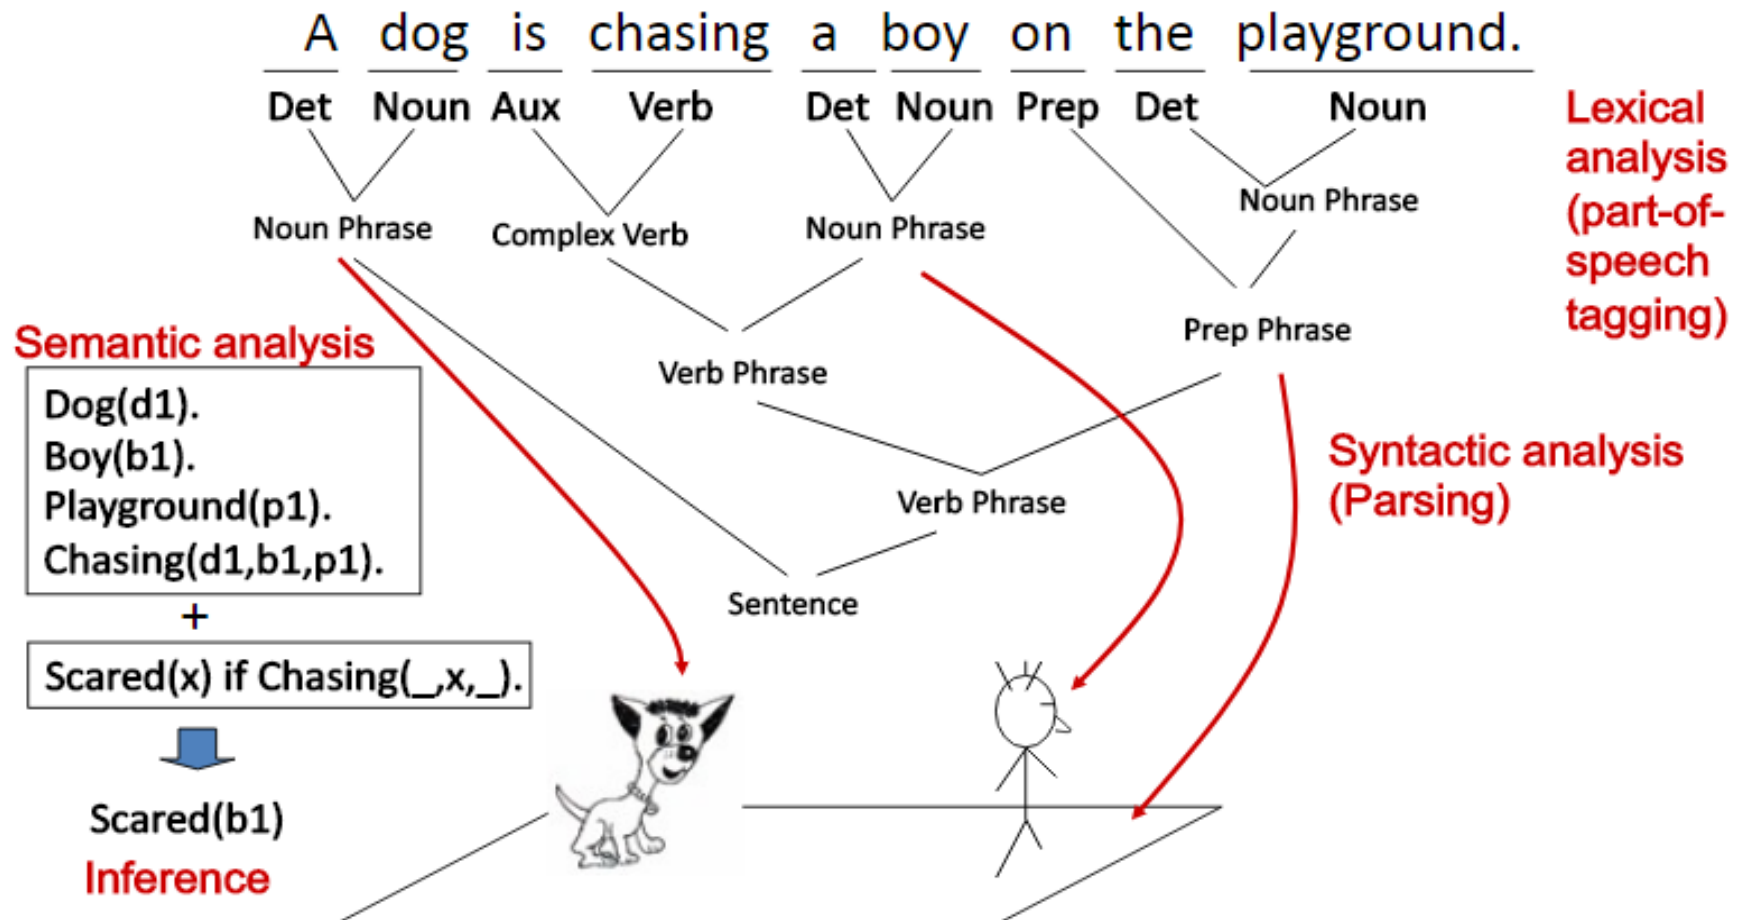 A dog is chasing a boy on the playground.
Det Noun Aux Verb Det Noun Prep Det Noun
Lexical
analysis
(part-of-
speech
tagging)
Noun Phrase Complex Verb Noun Phrase Noun Phrase
Prep Phrase
Verb Phrase
Verb Phrase
Sentence
Syntactic analysis
(Parsing)
Semantic analysis
Dog(d1).
Boy(b1).
Playground(p1).
Chasing(d1,b1,p1).
+
Scared(x) if Chasing(_,x,_).
Scared(b1)
Inference